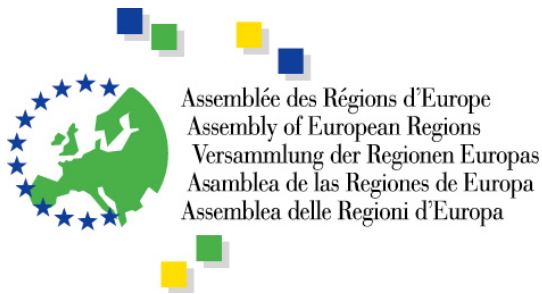 Assemblée des Régions d'Europe
Assembly of European Regions
Versammlung der Regionen Europas
Asamblea de las Regiones de Europa
Assemblea delle Regioni d'Europa